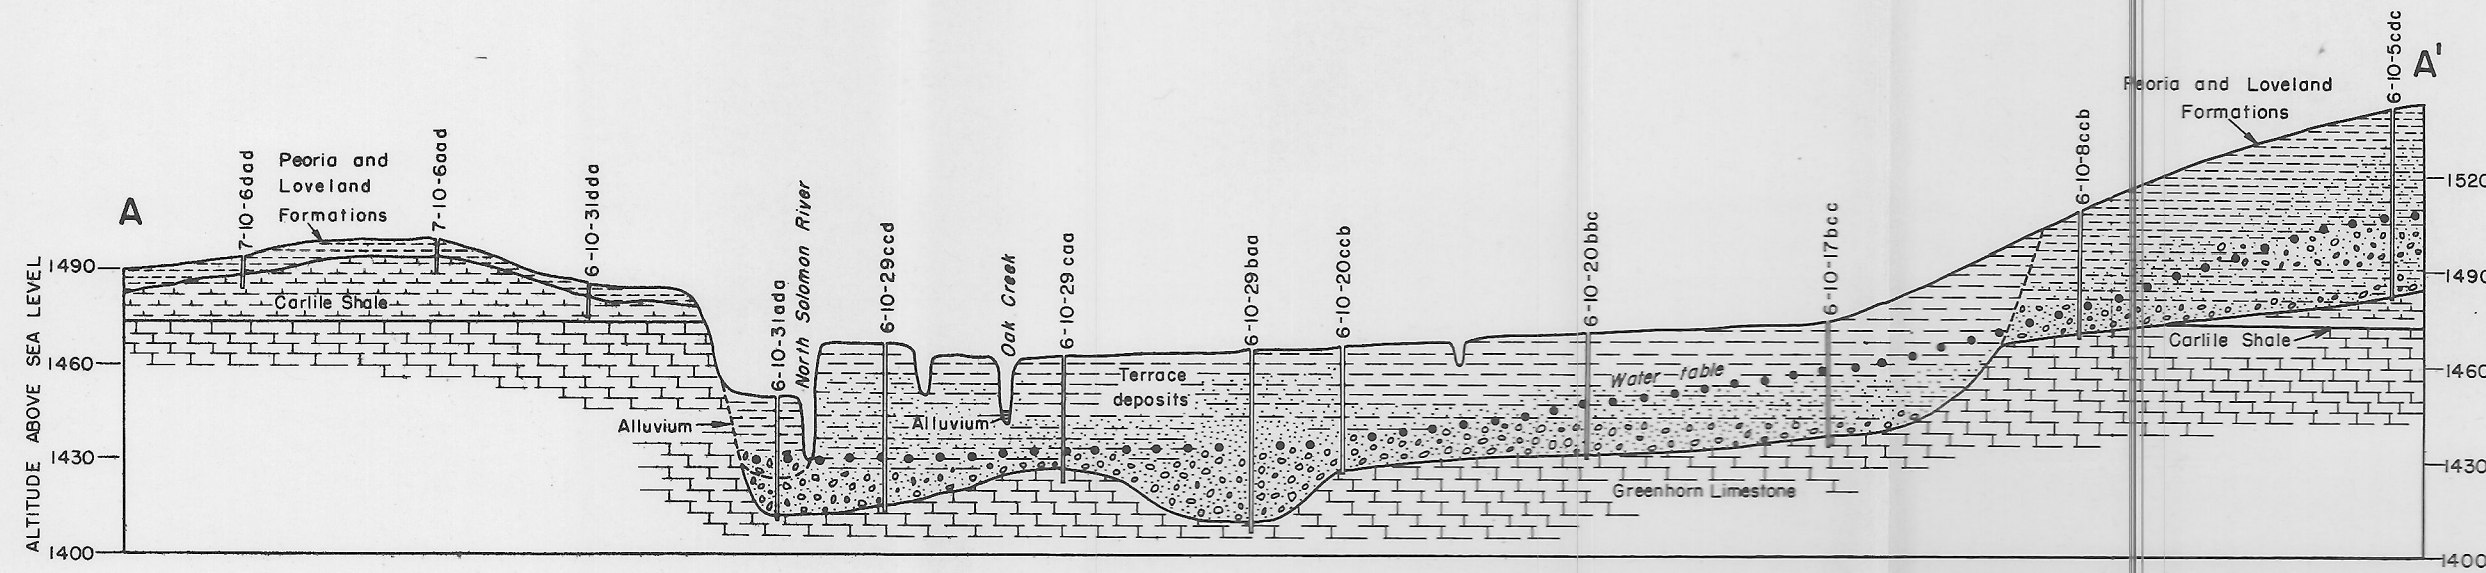 A
A'
7-10-6dad
Peoria and
Loveland
Formations
7-10-6aad
6-10-31dda
6-10-31ada
North Solomon River
6-10-29ccd
Oak Creek
6-10-29 caa
6-10-29baa
6-10-20ccb
6-10-20bbc
6-10-17bcc
6-10-8ccb
Peoria and Loveland
Formations
6-10-5cdc
ALTITUDE ABOVE SEA LEVEL
1490
1460
1430
1400
Carlile Shale
Alluvium
Alluvium
Terrace
deposits
Water table
Greenhorn Limestone
Carlile Shale
1520
1490
1460
1430
1400